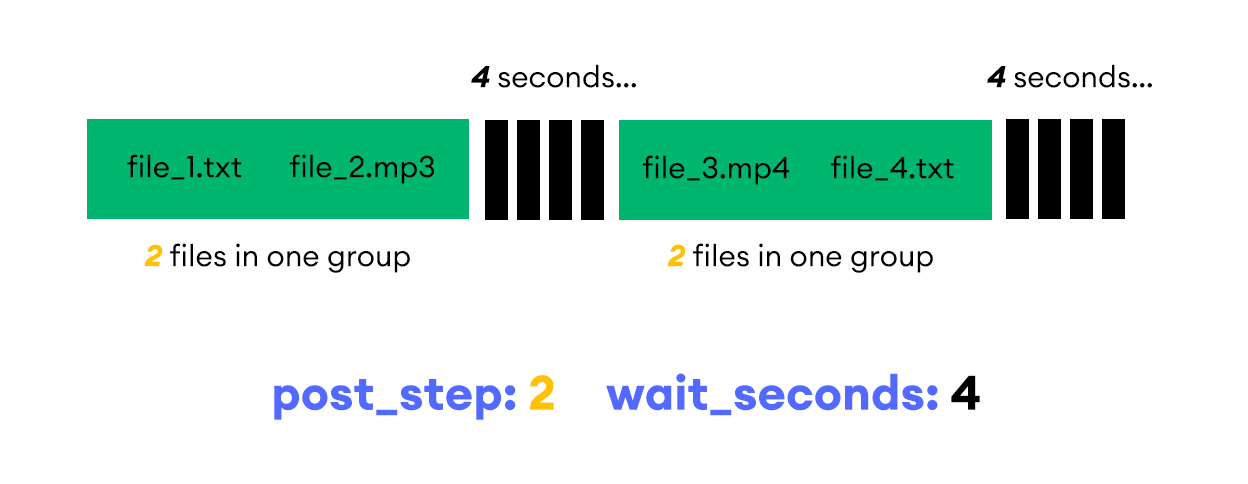 4 seconds... 4 seconds...
file_1.txt file_2.mp3 file_3.mp4 file_4.txt
2 files in one group 2 files in one group
post_step: 2 wait_seconds: 4